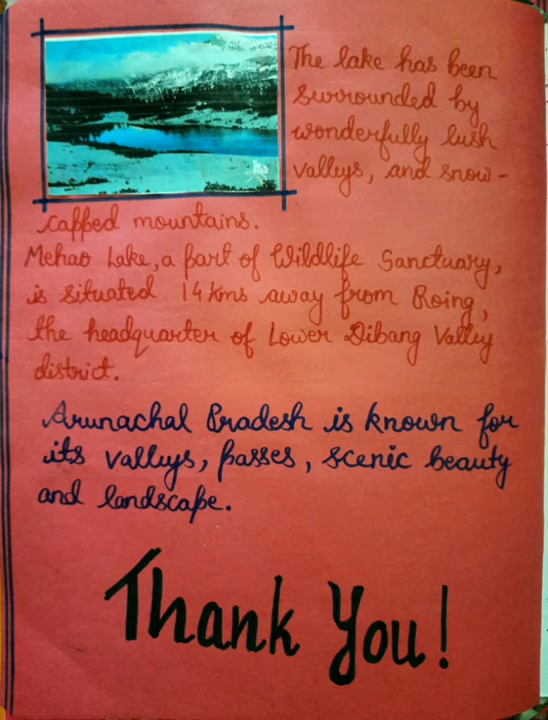 The lake has been
surrounded by
wonderfully lush
valleys, and snow-
capped mountains.
Mehao Lake, a part of Wildlife Sanctuary,
is situated 14 kms away from Roing,
the headquarter of Lower Dibang Valley
district.
Arunachal Pradesh is known for
its valleys, passes, scenic beauty
and landscape.
Thank You!